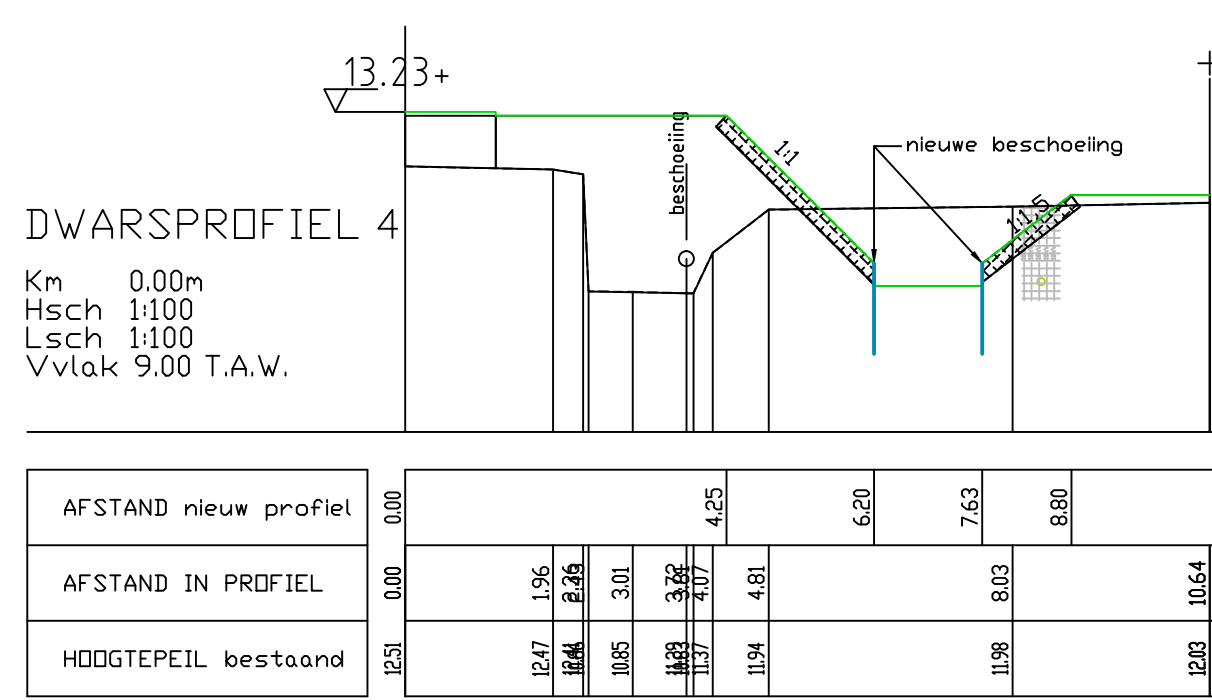 13.23+
beschoeiing
1:1
nieuwe beschoeiing
1:1,5
DWARSPROFIEL 4
Km 0.00m
Hsch 1:100
Lsch 1:100
Vvlak 9.00 T.A.W.
AFSTAND nieuw profiel 0.00 4.25 6.20 7.63 8.80
AFSTAND IN PROFIEL 0.00 1.96 3.01 4.07 4.81 8.03 10.64
HOOGTEPEIL bestaand 12.51 12.47 10.85 11.37 11.94 11.98 12.03